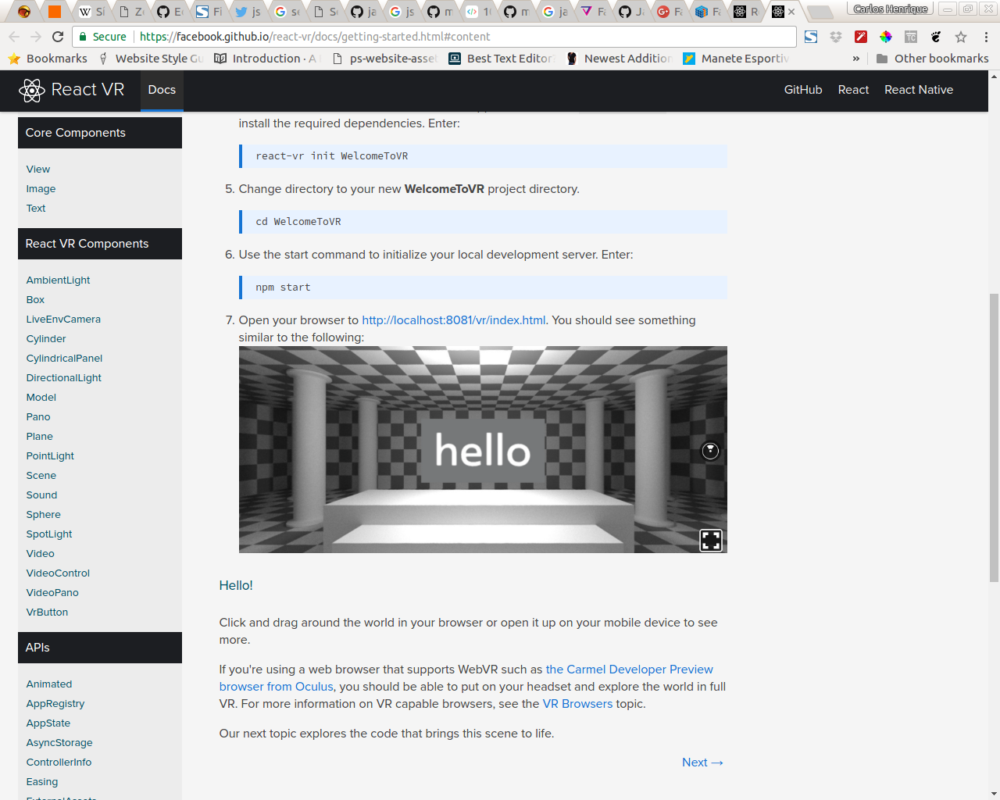 Carlos Henrique
Secure
https://facebook.github.io/react-vr/docs/getting-started.html#content
Bookmarks
Website Style Gu
Introduction · A
ps-website-asset
Best Text Editor
Newest Addition
Manete Esportiv
»
Other bookmarks
React VR
Docs
GitHub
React
React Native
Core Components
View
Image
Text
React VR Components
AmbientLight
Box
LiveEnvCamera
Cylinder
CylindricalPanel
DirectionalLight
Model
Pano
Plane
PointLight
Scene
Sound
Sphere
SpotLight
Video
VideoControl
VideoPano
VrButton
APIs
Animated
AppRegistry
AppState
AsyncStorage
ControllerInfo
Easing
ExternalAssets
install the required dependencies. Enter:
react-vr init WelcomeToVR
5. Change directory to your new WelcomeToVR project directory.
cd WelcomeToVR
6. Use the start command to initialize your local development server. Enter:
npm start
7. Open your browser to http://localhost:8081/vr/index.html. You should see something
similar to the following:
hello
Hello!
Click and drag around the world in your browser or open it up on your mobile device to see
more.
If you're using a web browser that supports WebVR such as the Carmel Developer Preview
browser from Oculus, you should be able to put on your headset and explore the world in full
VR. For more information on VR capable browsers, see the VR Browsers topic.
Our next topic explores the code that brings this scene to life.
Next →